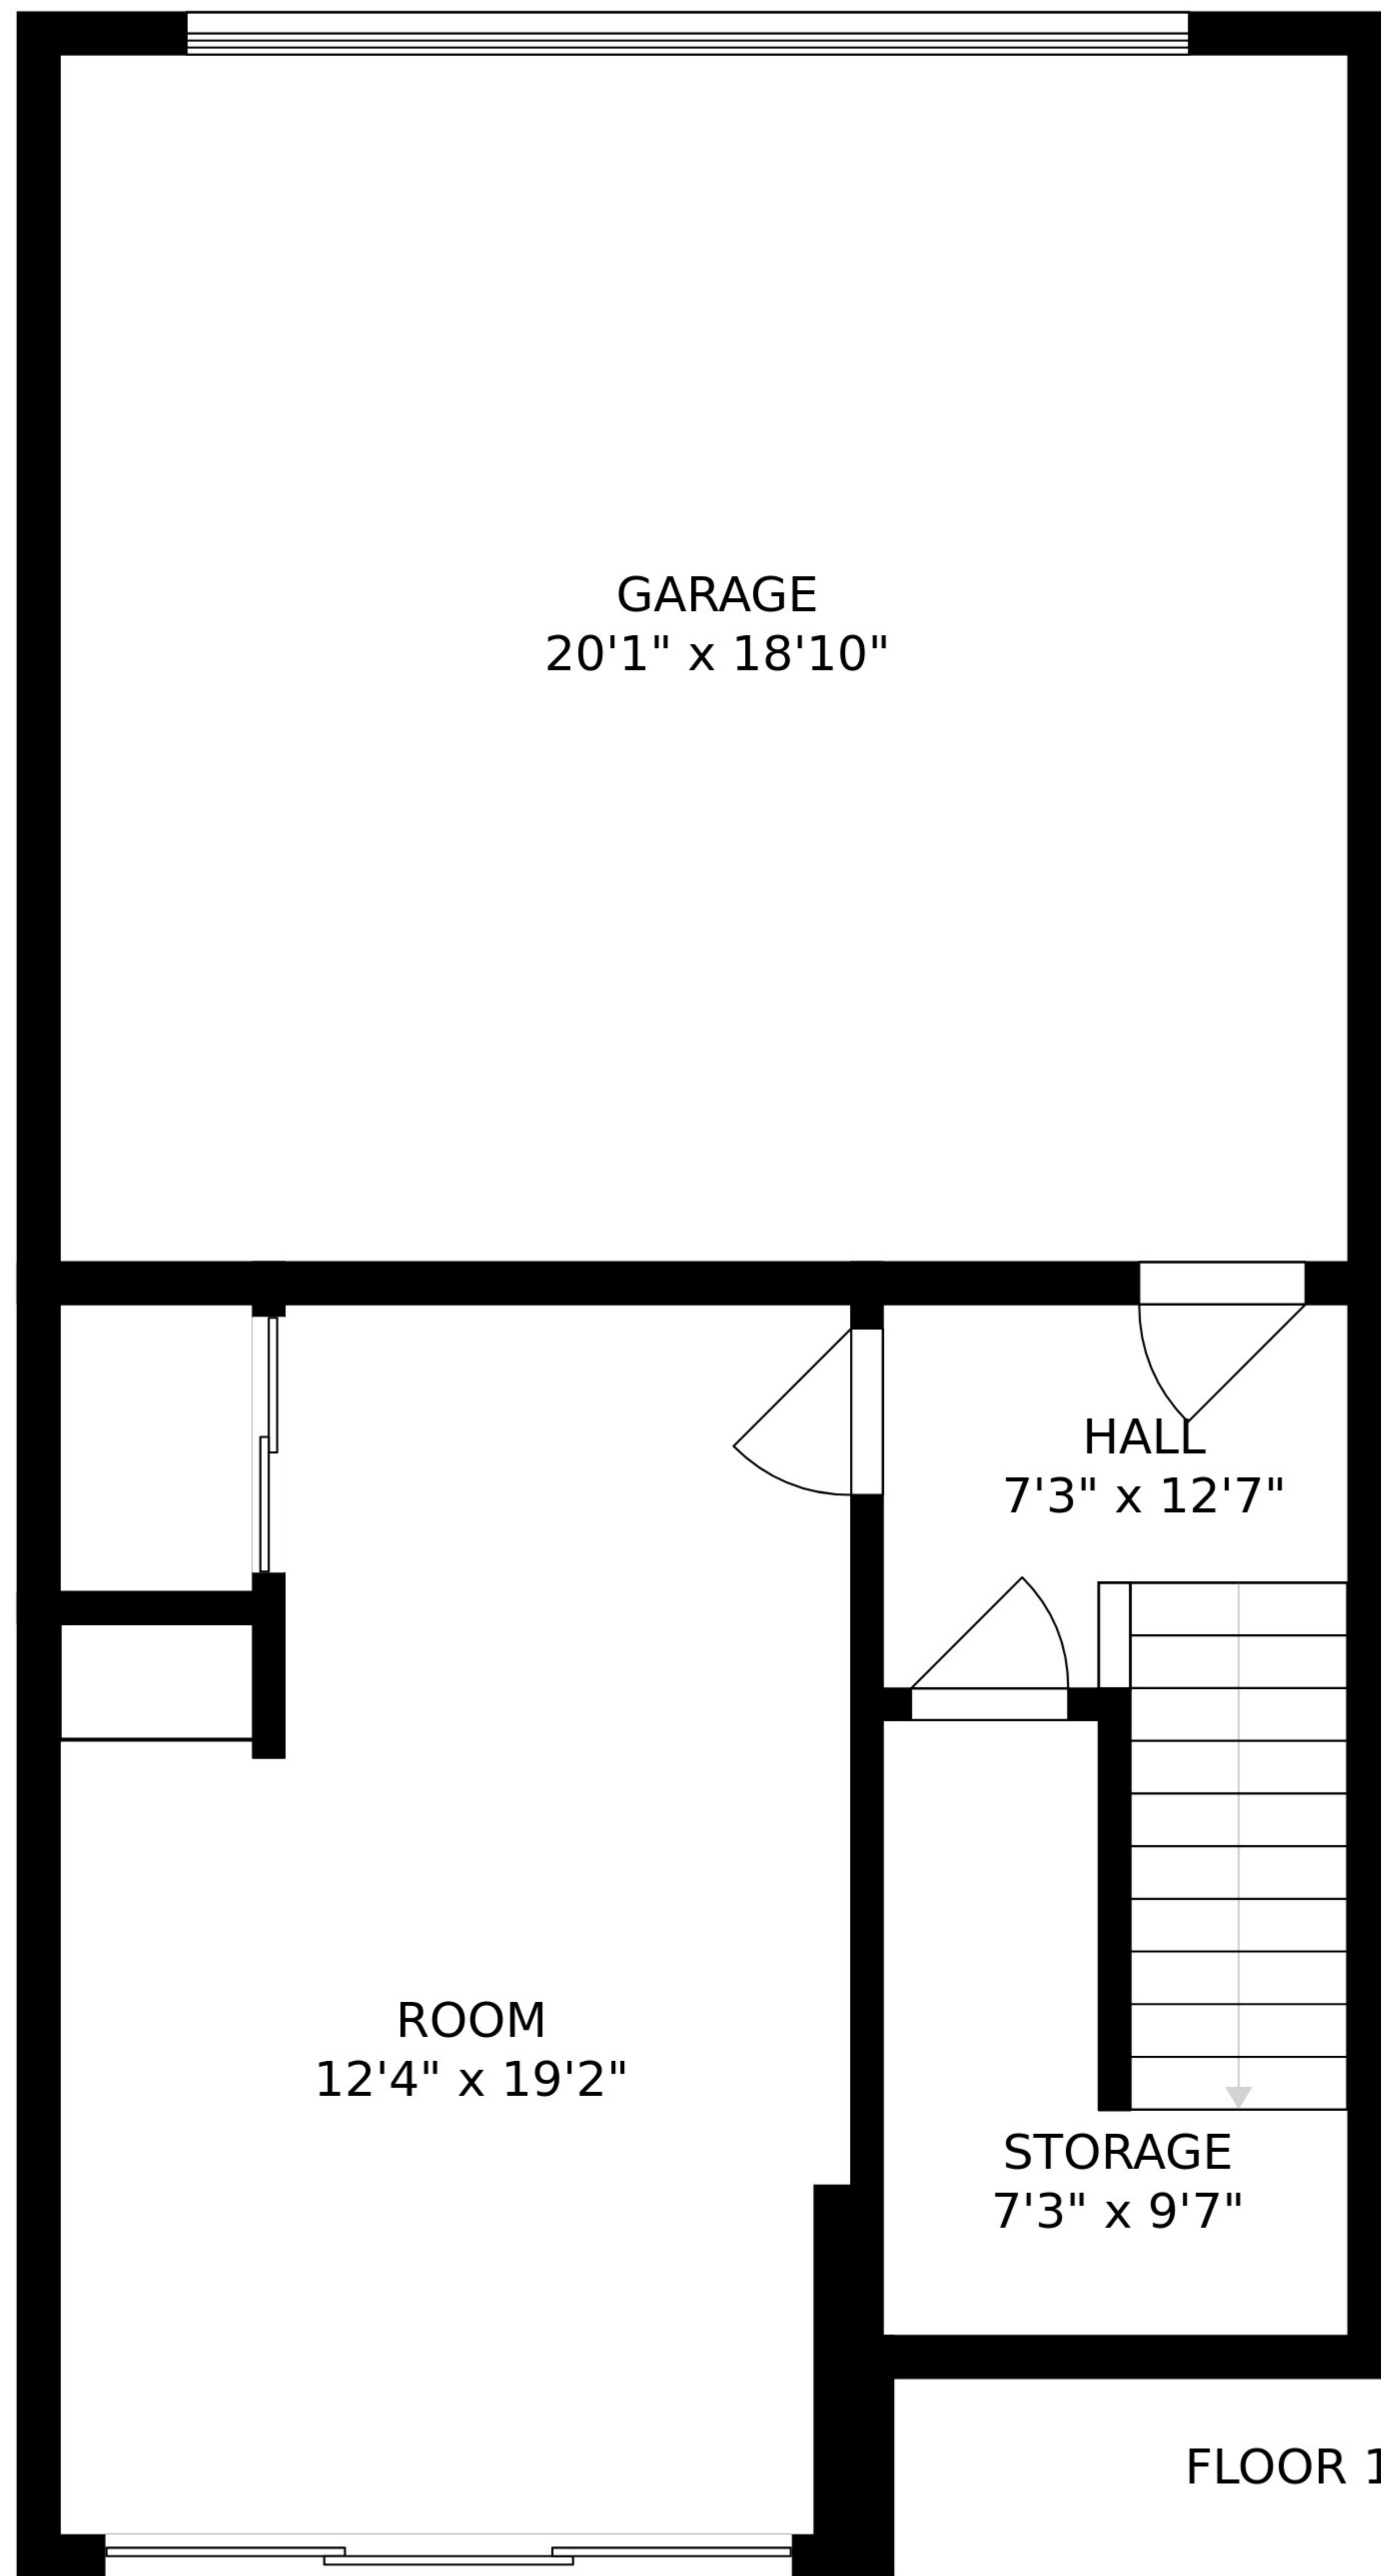 GARAGE
20'1" x 18'10"
HALL
7'3" x 12'7"
ROOM
12'4" x 19'2"
STORAGE
7'3" x 9'7"
FLOOR 1